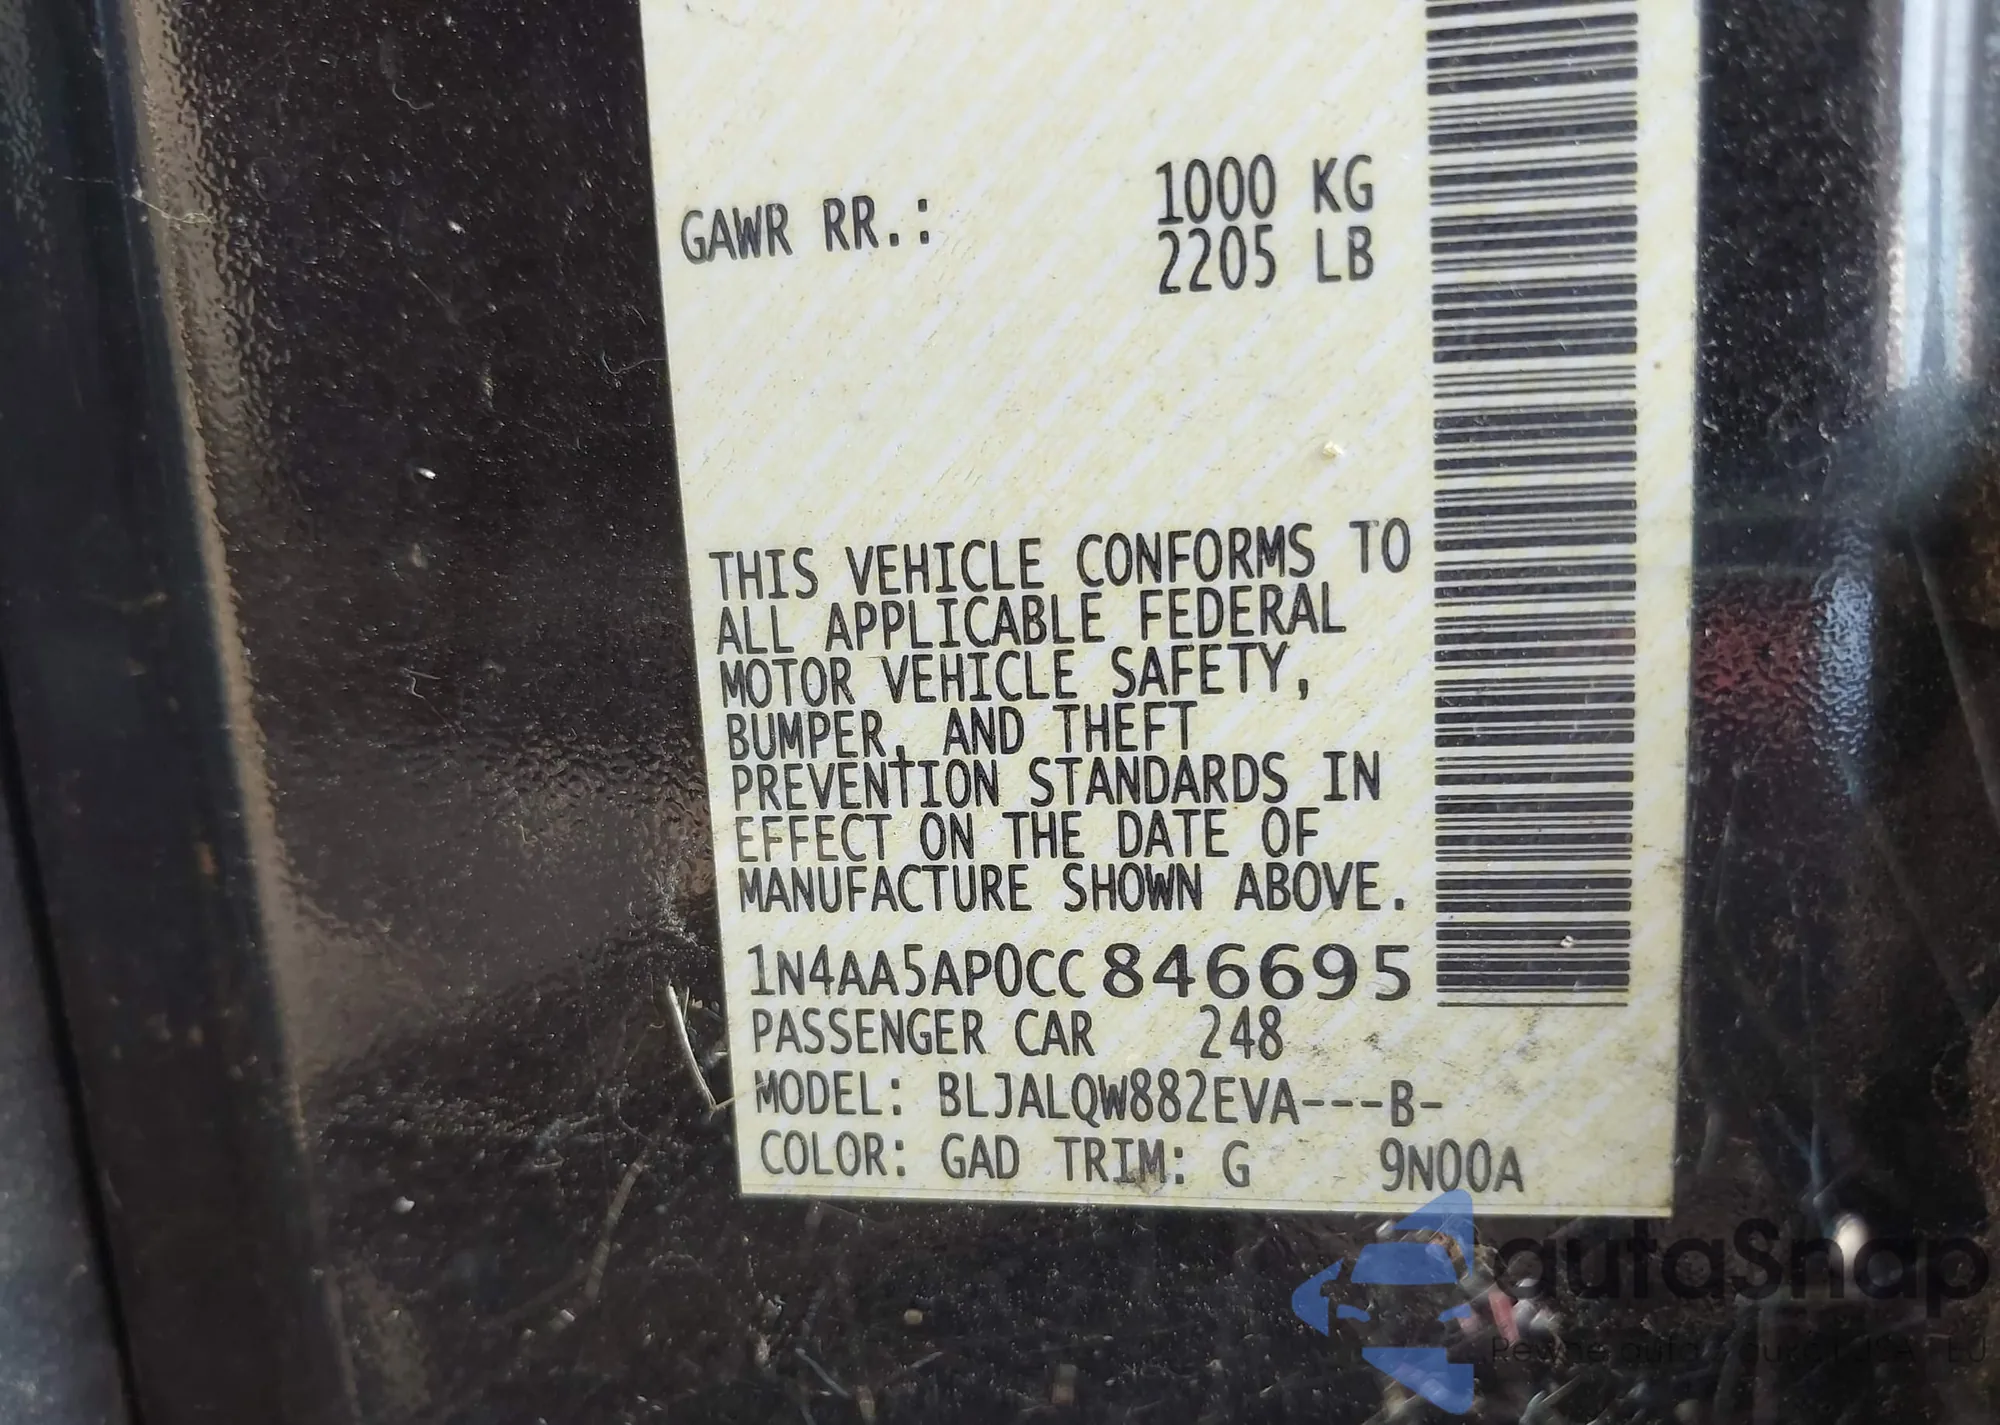 GAWR RR.: 1000 KG
2205 LB
THIS VEHICLE CONFORMS TO
ALL APPLICABLE FEDERAL
MOTOR VEHICLE SAFETY,
BUMPER, AND THEFT
PREVENTION STANDARDS IN
EFFECT ON THE DATE OF
MANUFACTURE SHOWN ABOVE.
1N4AA5AP0CC846695
PASSENGER CAR 248
MODEL: BLJALQW882EVA---B-
COLOR: GAD TRIM: G 9N00A
autaSnap